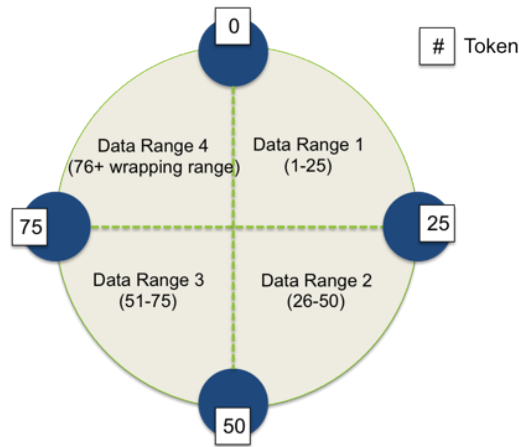 0
# Token
Data Range 4
(76+ wrapping range)
Data Range 1
(1-25)
75
25
Data Range 3
(51-75)
Data Range 2
(26-50)
50